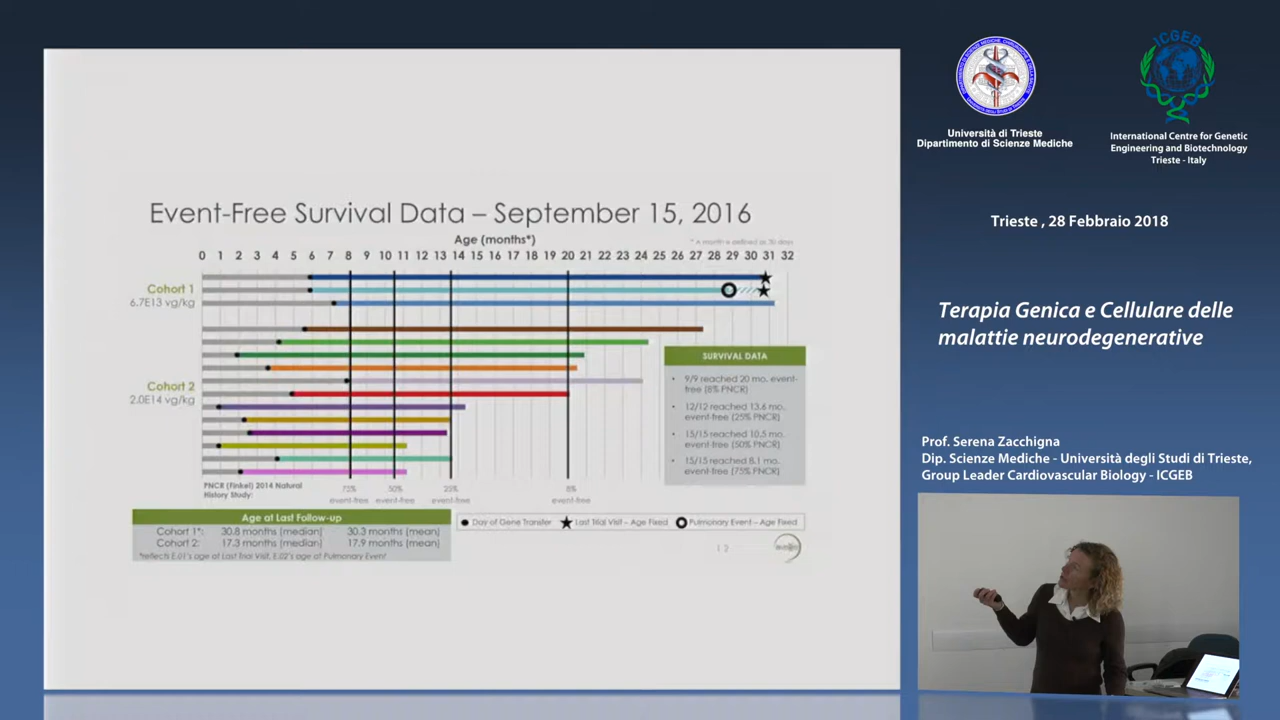 Event-Free Survival Data – September 15, 2016
Age (months*)
* A month is defined as 30 days
0 1 2 3 4 5 6 7 8 9 10 11 12 13 14 15 16 17 18 19 20 21 22 23 24 25 26 27 28 29 30 31 32
Cohort 1
6.7E13 vg/kg
Cohort 2
2.0E14 vg/kg
SURVIVAL DATA
• 9/9 reached 20 mo. event-
free (8% PNCR)
• 12/12 reached 13.6 mo.
event-free (25% PNCR)
• 15/15 reached 10.5 mo.
event-free (50% PNCR)
• 15/15 reached 8.1 mo.
event-free (75% PNCR)
PNCR (Finkel) 2014 Natural
History Study:
75%
event-free
50%
event-free
25%
event-free
8%
event-free
Age at Last Follow-up
Cohort 1*: 30.8 months (median) 30.3 months (mean)
Cohort 2: 17.3 months (median) 17.9 months (mean)
*reflects E.01's age at Last Trial Visit, E.02's age at Pulmonary Event
Day of Gene Transfer
Last Trial Visit – Age Fixed
Pulmonary Event – Age Fixed
12
ICGEB
Università di Trieste
Dipartimento di Scienze Mediche
International Centre for Genetic
Engineering and Biotechnology
Trieste - Italy
Trieste , 28 Febbraio 2018
Terapia Genica e Cellulare delle
malattie neurodegenerative
Prof. Serena Zacchigna
Dip. Scienze Mediche - Università degli Studi di Trieste,
Group Leader Cardiovascular Biology - ICGEB